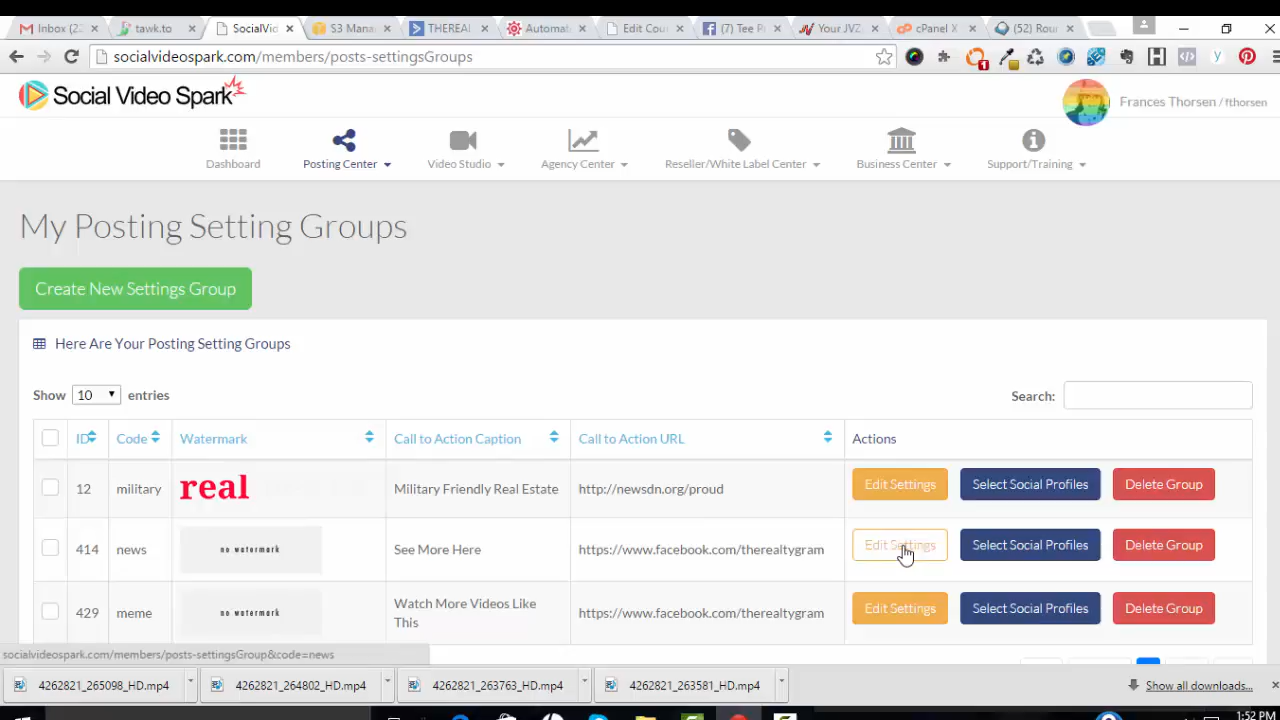 Inbox (2
tawk.to
SocialVid
S3 Mana
THEREAL
Automat
Edit Cou
(7) Tee P
Your JVZ
cPanel X
(52) Rou
socialvideospark.com/members/posts-settingsGroups
1
Social Video Spark
Frances Thorsen / fthorsen
Dashboard
Posting Center
Video Studio
Agency Center
Reseller/White Label Center
Business Center
Support/Training
My Posting Setting Groups
Create New Settings Group
Here Are Your Posting Setting Groups
Show 10 entries
Search:
ID Code Watermark Call to Action Caption Call to Action URL Actions
12 military real Military Friendly Real Estate http://newsdn.org/proud Edit Settings Select Social Profiles Delete Group
414 news no watermark See More Here https://www.facebook.com/therealtygram Edit Settings Select Social Profiles Delete Group
429 meme no watermark Watch More Videos Like This https://www.facebook.com/therealtygram Edit Settings Select Social Profiles Delete Group
socialvideospark.com/members/posts-settingsGroup&code=news
4262821_265098_HD.mp4
4262821_264802_HD.mp4
4262821_263763_HD.mp4
4262821_263581_HD.mp4
Show all downloads...
1:52 PM